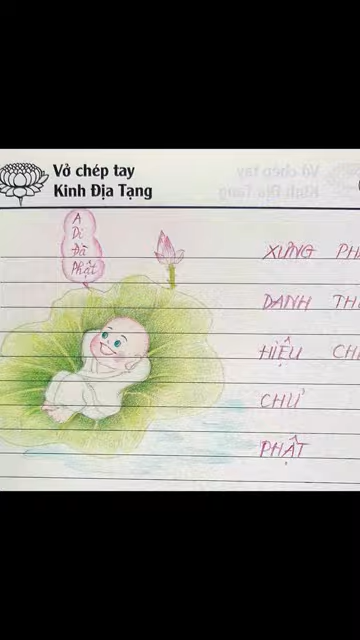 Vở chép tay
Kinh Địa Tạng
A
Di
Đà
Phật
XƯNG
DANH
HIỆU
CHƯ
PHẬT